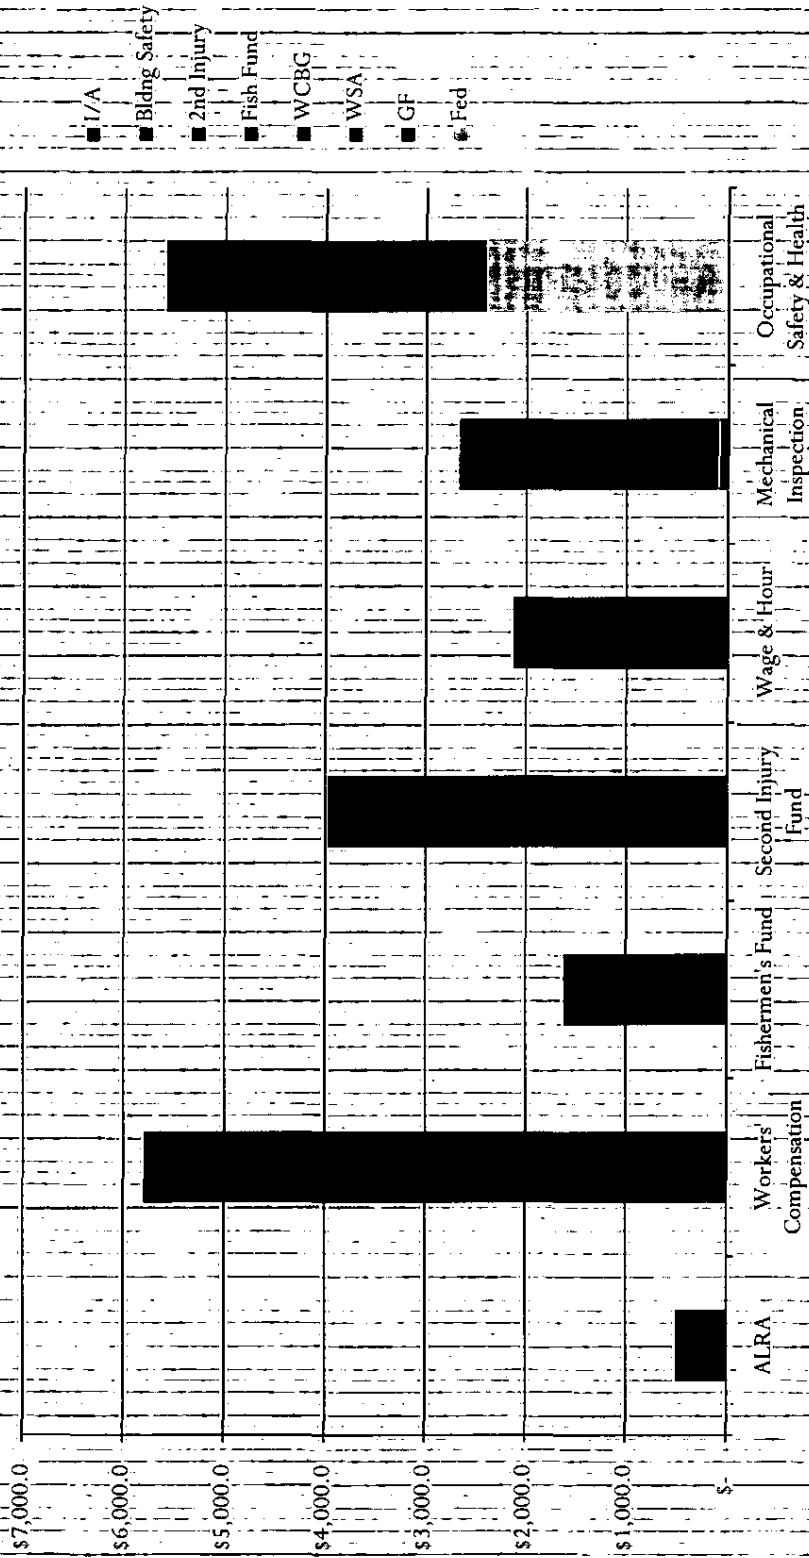 $7,000.0
$6,000.0
$5,000.0
$4,000.0
$3,000.0
$2,000.0
$1,000.0
$-
ALRA
Workers'
Compensation
Fishermen's Fund
Second Injury
Fund
Wage & Hour
Mechanical
Inspection
Occupational
Safety & Health
I/A
Bldng Safety
2nd Injury
Fish Fund
WCBG
WSA
GF
Fed